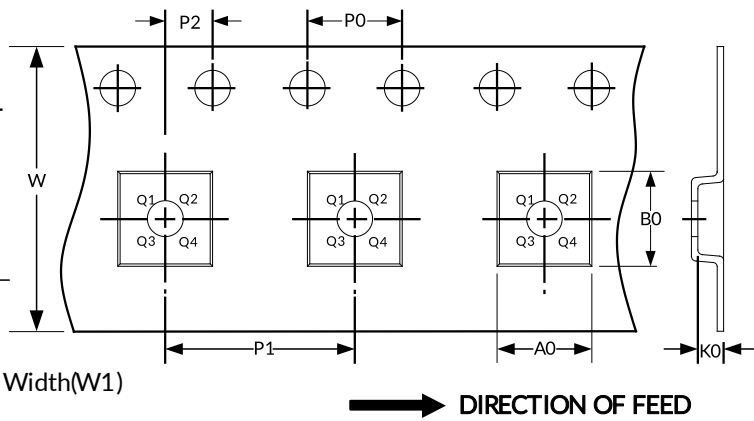 P2
P0
W
Q1 Q2
Q3 Q4
Q1 Q2
Q3 Q4
Q1 Q2
Q3 Q4
B0
P1
A0
K0
Width(W1)
DIRECTION OF FEED